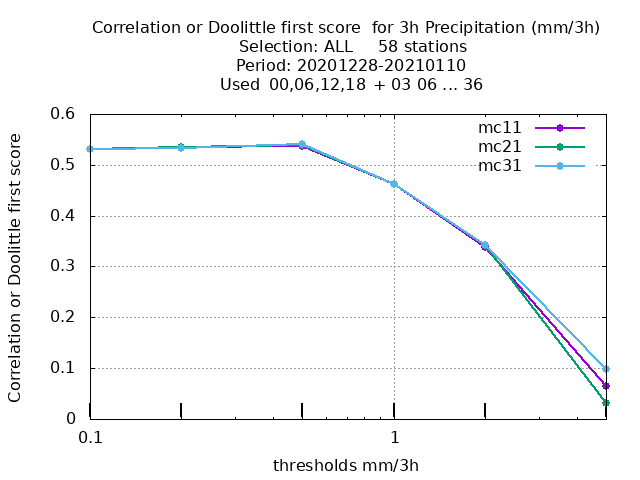 Correlation or Doolittle first score  for 3h Precipitation (mm/3h)
Selection: ALL     58 stations
Period: 20201228-20210110
Used  00,06,12,18  + 03 06 ... 36
Correlation or Doolittle first score
0.6
0.5
0.4
0.3
0.2
0.1
0
mc11
mc21
mc31
0.1
1
thresholds mm/3h